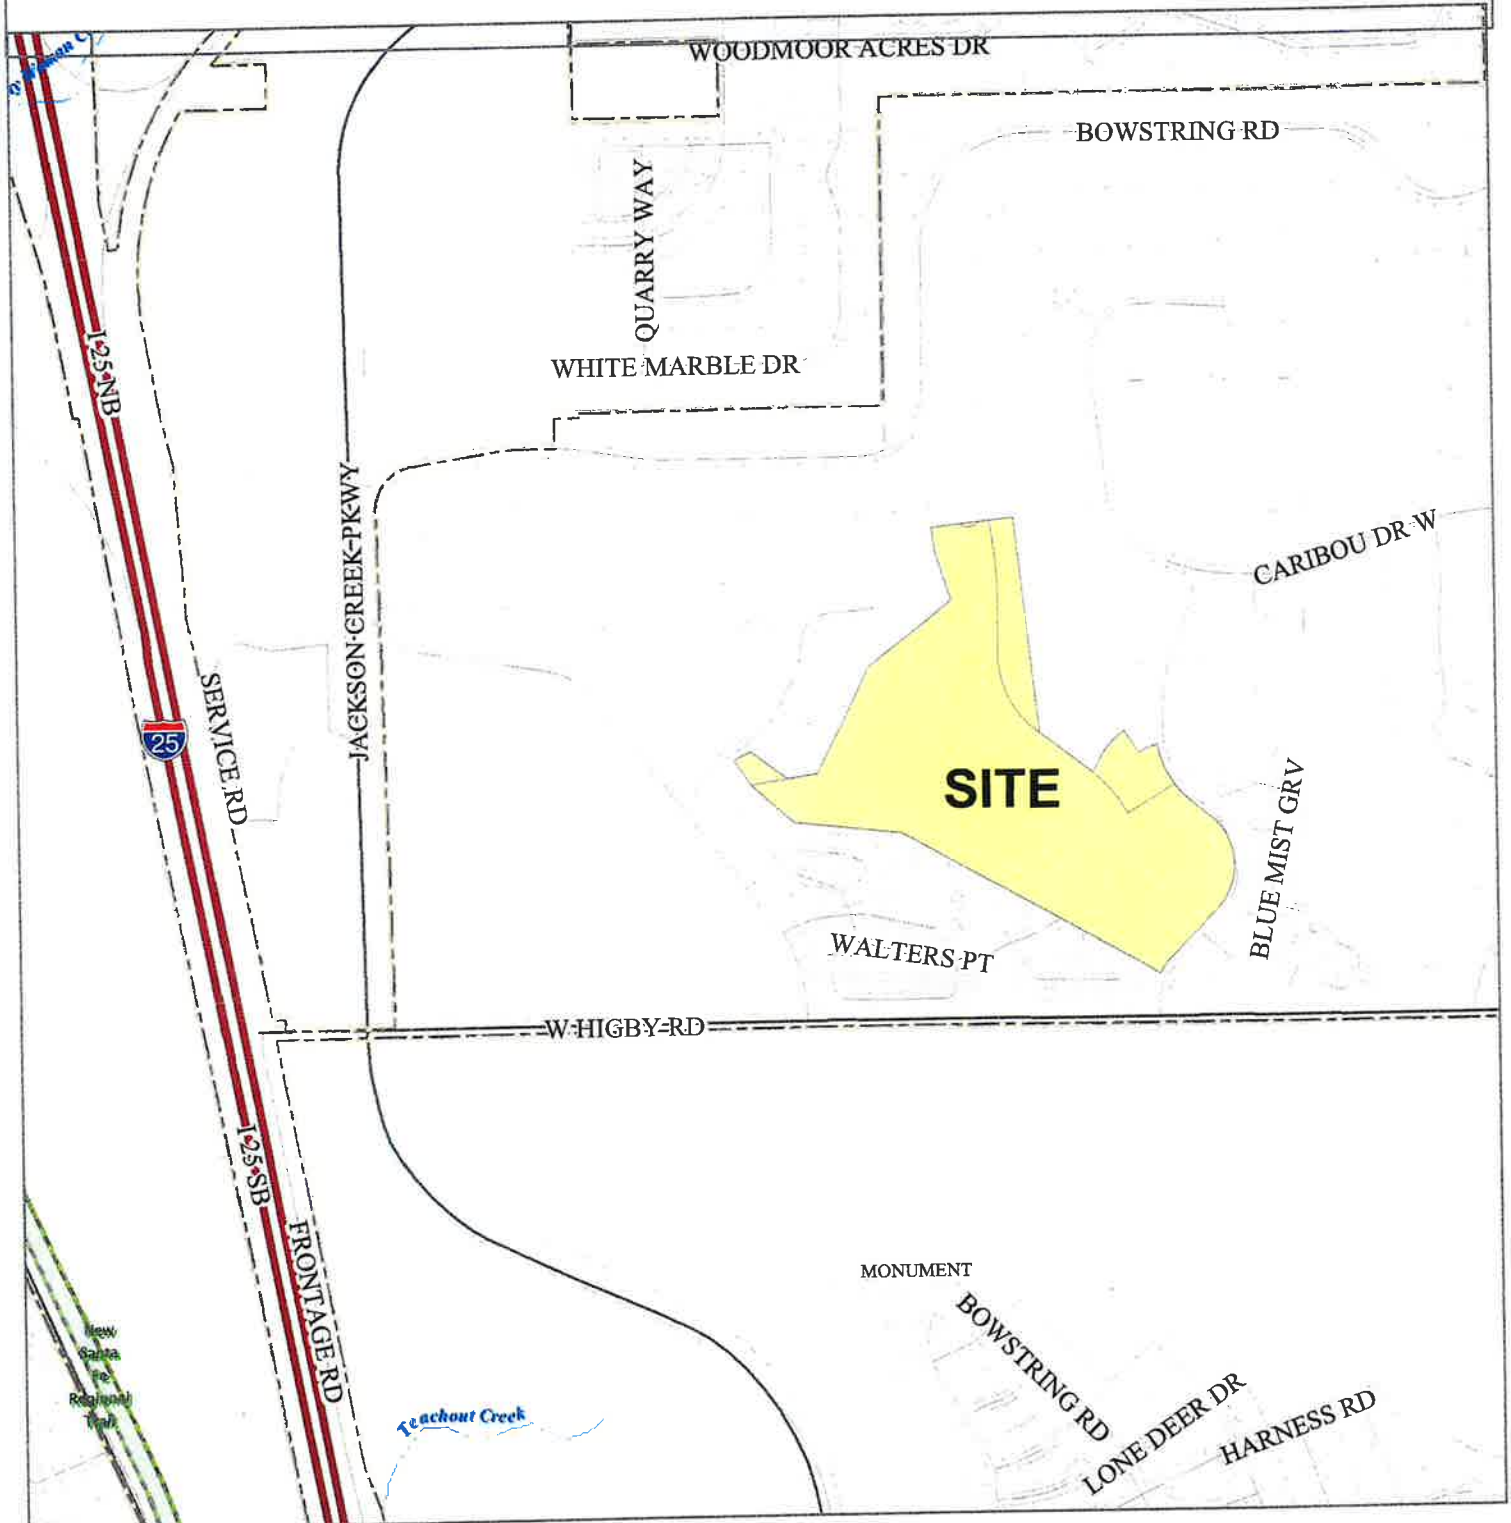 WOODMOOR ACRES DR
BOWSTRING RD
QUARRY WAY
WHITE MARBLE DR
I-25 NB
JACKSON CREEK PKWY
CARIBOU DR W
SERVICE RD
25
SITE
BLUE MIST GRV
WALTERS PT
W HIGBY RD
I-25 SB
FRONTAGE RD
MONUMENT
BOWSTRING RD
LONE DEER DR
HARNESS RD
New
Santa
Fe
Regional
Trail
Teachout Creek